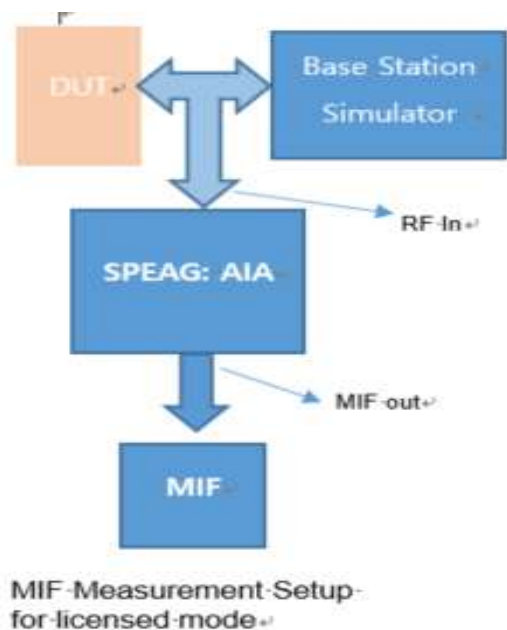 DUT
Base Station
Simulator
RF In
SPEAG: AIA
MIF out
MIF
MIF Measurement Setup
for licensed mode